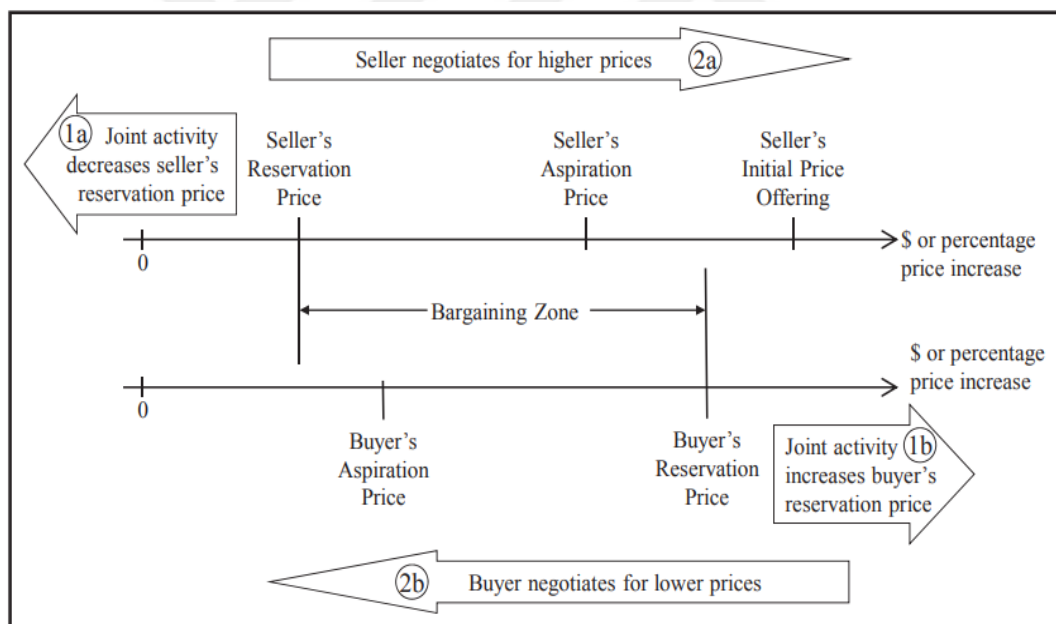 Seller negotiates for higher prices 2a
1a Joint activity
decreases seller's
reservation price
Seller's
Reservation
Price
Seller's
Aspiration
Price
Seller's
Initial Price
Offering
0
$ or percentage
price increase
Bargaining Zone
$ or percentage
price increase
0
Buyer's
Aspiration
Price
Buyer's
Reservation
Price
Joint activity 1b
increases buyer's
reservation price
2b Buyer negotiates for lower prices